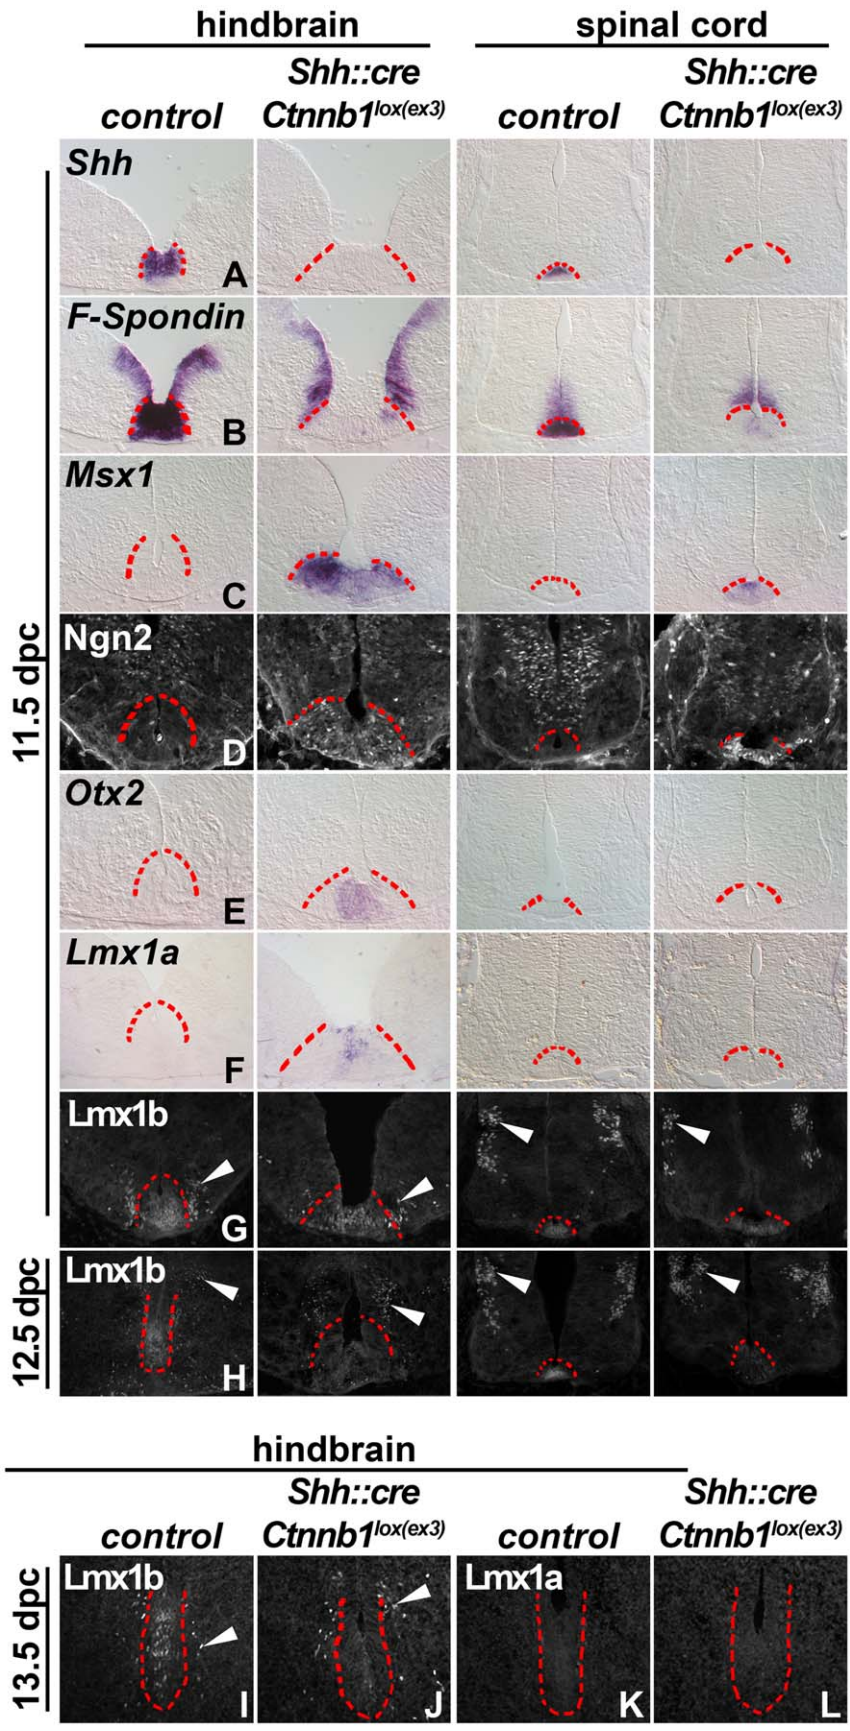 hindbrain spinal cord
Shh::cre Shh::cre
control Ctnnb1lox(ex3) control Ctnnb1lox(ex3)
11.5 dpc
Shh
A
F-Spondin
B
Msx1
C
Ngn2
D
Otx2
E
Lmx1a
F
Lmx1b
G
12.5 dpc
Lmx1b
H
hindbrain
Shh::cre Shh::cre
control Ctnnb1lox(ex3) control Ctnnb1lox(ex3)
13.5 dpc
Lmx1b Lmx1a
I J K L